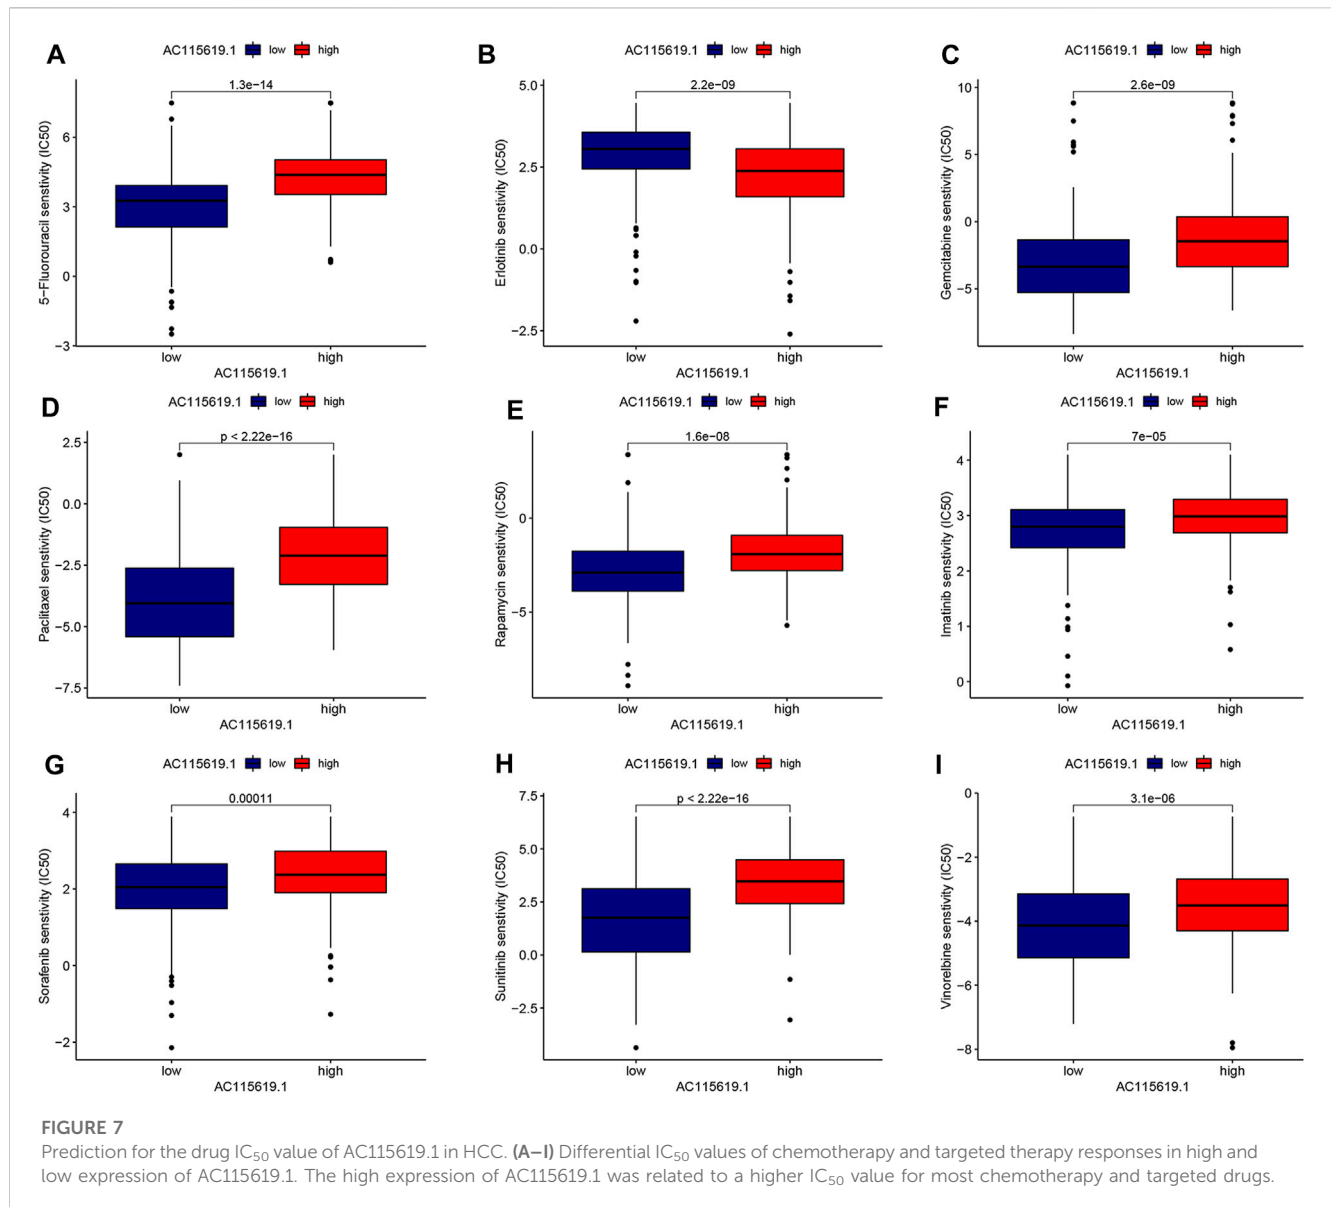 A
AC115619.1 low high
1.3e−14
5-Fluorouracil senstivity (IC50)
6
3
0
−3
low high
AC115619.1
B
AC115619.1 low high
2.2e−09
Erlotinib senstivity (IC50)
5.0
2.5
0.0
−2.5
low high
AC115619.1
C
AC115619.1 low high
2.6e−09
Gemcitabine senstivity (IC50)
10
5
0
−5
low high
AC115619.1
D
AC115619.1 low high
p < 2.22e−16
Paclitaxel senstivity (IC50)
2.5
0.0
−2.5
−5.0
−7.5
low high
AC115619.1
E
AC115619.1 low high
1.6e−08
Rapamycin senstivity (IC50)
0
−5
low high
AC115619.1
F
AC115619.1 low high
7e−05
Imatinib senstivity (IC50)
4
3
2
1
0
low high
AC115619.1
G
AC115619.1 low high
0.00011
Sorafenib senstivity (IC50)
4
2
0
−2
low high
AC115619.1
H
AC115619.1 low high
p < 2.22e−16
Sunitinib senstivity (IC50)
7.5
5.0
2.5
0.0
−2.5
low high
AC115619.1
I
AC115619.1 low high
3.1e−06
Vinorelbine senstivity (IC50)
0
−2
−4
−6
−8
low high
AC115619.1
FIGURE 7
Prediction for the drug IC50 value of AC115619.1 in HCC. (A–I) Differential IC50 values of chemotherapy and targeted therapy responses in high and
low expression of AC115619.1. The high expression of AC115619.1 was related to a higher IC50 value for most chemotherapy and targeted drugs.